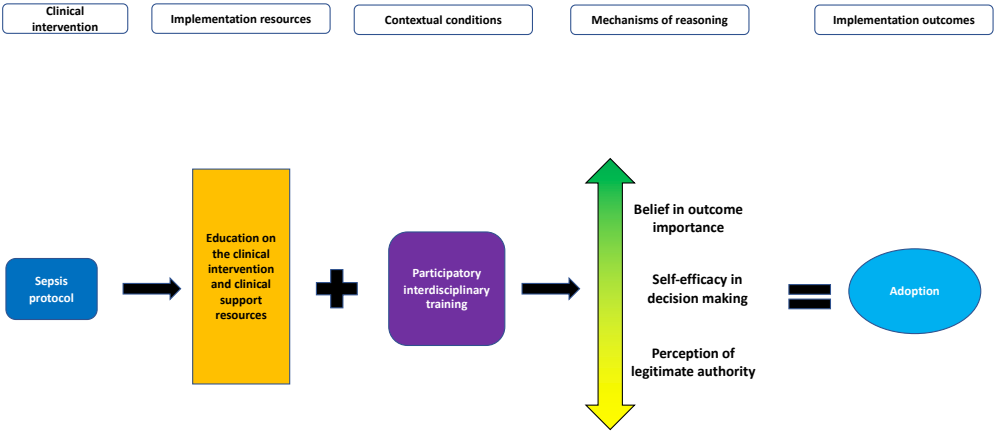 Clinical
intervention
Implementation resources
Contextual conditions
Mechanisms of reasoning
Implementation outcomes
Sepsis
protocol
Education on
the clinical
intervention
and clinical
support
resources
Participatory
interdisciplinary
training
Belief in outcome
importance
Self-efficacy in
decision making
Perception of
legitimate authority
Adoption